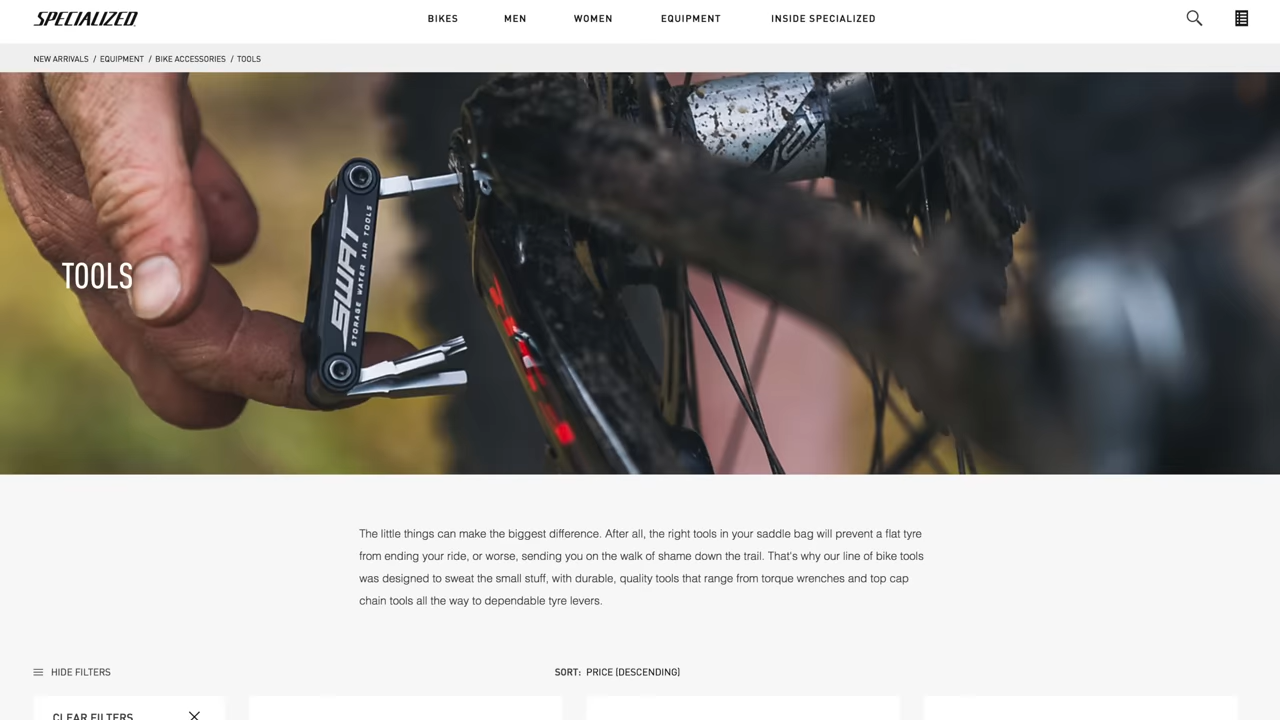 SPECIALIZED
BIKES
MEN
WOMEN
EQUIPMENT
INSIDE SPECIALIZED
NEW ARRIVALS / EQUIPMENT / BIKE ACCESSORIES / TOOLS
TOOLS
SWAT
STORAGE WATER AIR TOOLS
The little things can make the biggest difference. After all, the right tools in your saddle bag will prevent a flat tyre
from ending your ride, or worse, sending you on the walk of shame down the trail. That's why our line of bike tools
was designed to sweat the small stuff, with durable, quality tools that range from torque wrenches and top cap
chain tools all the way to dependable tyre levers.
HIDE FILTERS
SORT: PRICE (DESCENDING)
CLEAR FILTERS